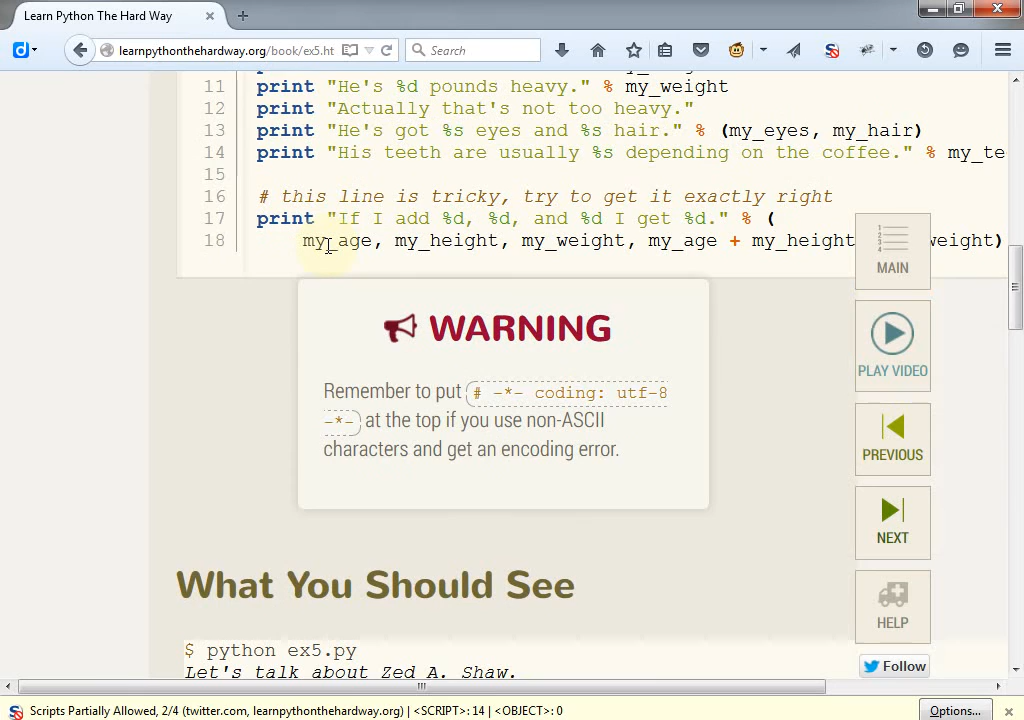 Learn Python The Hard Way
learnpythonthehardway.org/book/ex5.ht
Search
11 print "He's %d pounds heavy." % my_weight
12 print "Actually that's not too heavy."
13 print "He's got %s eyes and %s hair." % (my_eyes, my_hair)
14 print "His teeth are usually %s depending on the coffee." % my_te
15
16 # this line is tricky, try to get it exactly right
17 print "If I add %d, %d, and %d I get %d." % (
18 my_age, my_height, my_weight, my_age + my_height weight)
MAIN
PLAY VIDEO
PREVIOUS
NEXT
HELP
Follow
WARNING
Remember to put # -*- coding: utf-8
-*- at the top if you use non-ASCII
characters and get an encoding error.
What You Should See
$ python ex5.py
Let's talk about Zed A. Shaw.
Scripts Partially Allowed, 2/4 (twitter.com, learnpythonthehardway.org) | <SCRIPT>: 14 | <OBJECT>: 0
Options...